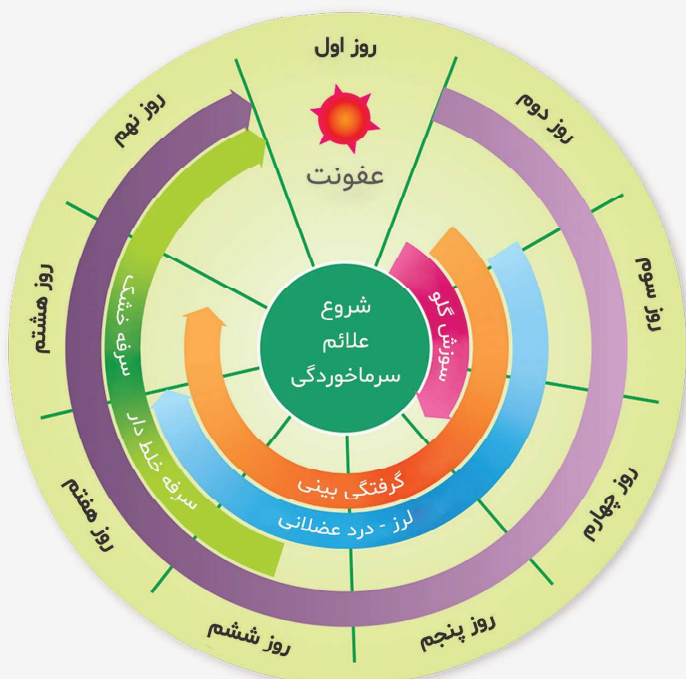 روز اول
عفونت
روز دوم
روز سوم
روز چهارم
روز پنجم
روز ششم
روز هفتم
روز هشتم
روز نهم
شروع
علائم
سرماخوردگی
سوزش گلو
گرفتگی بینی
لرز - درد عضلانی
سرفه خلط دار
سرفه خشک